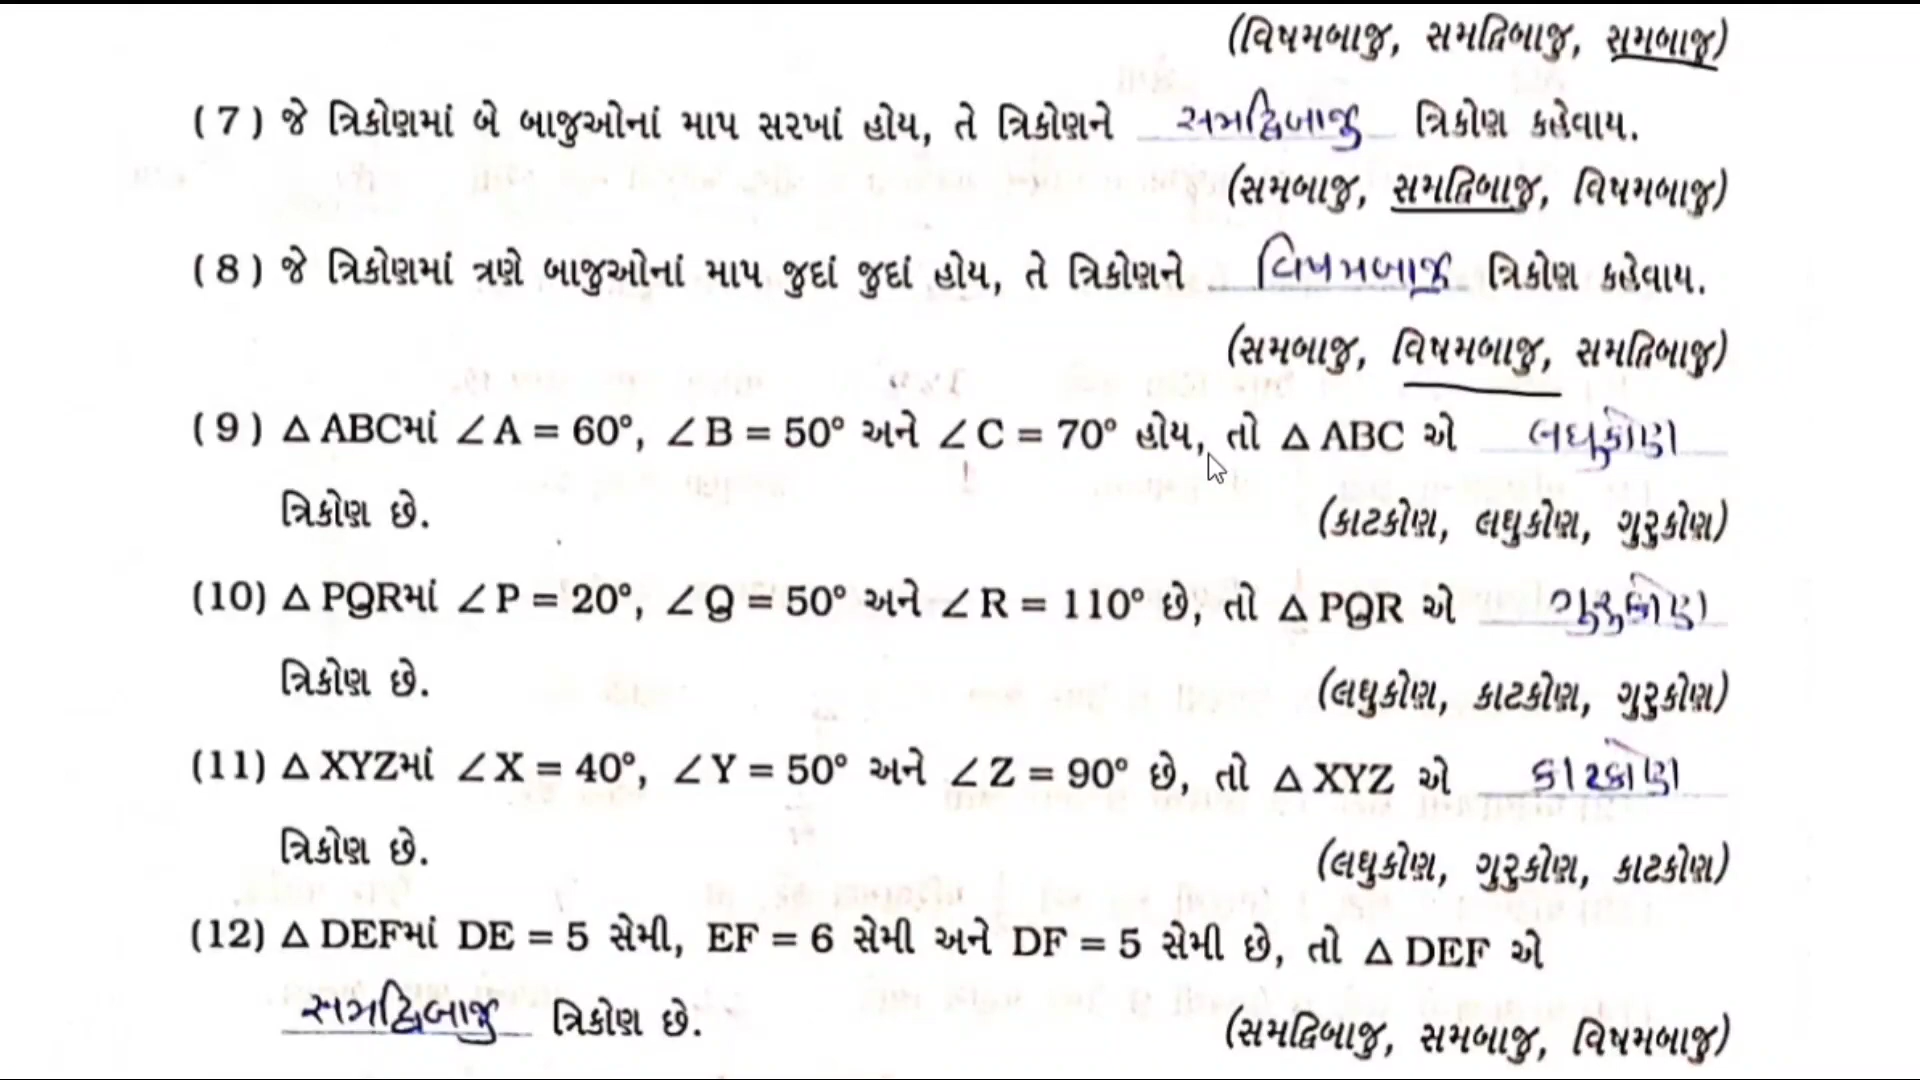 (વિષમબાજુ, સમદ્વિબાજુ, સમબાજુ)
(7) જે ત્રિકોણમાં બે બાજુઓનાં માપ સરખાં હોય, તે ત્રિકોણને સમદ્વિબાજુ ત્રિકોણ કહેવાય.
(સમબાજુ, સમદ્વિબાજુ, વિષમબાજુ)
(8) જે ત્રિકોણમાં ત્રણે બાજુઓનાં માપ જુદાં જુદાં હોય, તે ત્રિકોણને વિષમબાજુ ત્રિકોણ કહેવાય.
(સમબાજુ, વિષમબાજુ, સમદ્વિબાજુ)
(9) △ ABCમાં ∠A = 60°, ∠B = 50° અને ∠C = 70° હોય, તો △ ABC એ લઘુકોણ
ત્રિકોણ છે. (કાટકોણ, લઘુકોણ, ગુરુકોણ)
(10) △ PQRમાં ∠P = 20°, ∠Q = 50° અને ∠R = 110° છે, તો △ PQR એ ગુરુકોણ
ત્રિકોણ છે. (લઘુકોણ, કાટકોણ, ગુરુકોણ)
(11) △ XYZમાં ∠X = 40°, ∠Y = 50° અને ∠Z = 90° છે, તો △ XYZ એ કાટકોણ
ત્રિકોણ છે. (લઘુકોણ, ગુરુકોણ, કાટકોણ)
(12) △ DEFમાં DE = 5 સેમી, EF = 6 સેમી અને DF = 5 સેમી છે, તો △ DEF એ
સમદ્વિબાજુ ત્રિકોણ છે. (સમદ્વિબાજુ, સમબાજુ, વિષમબાજુ)